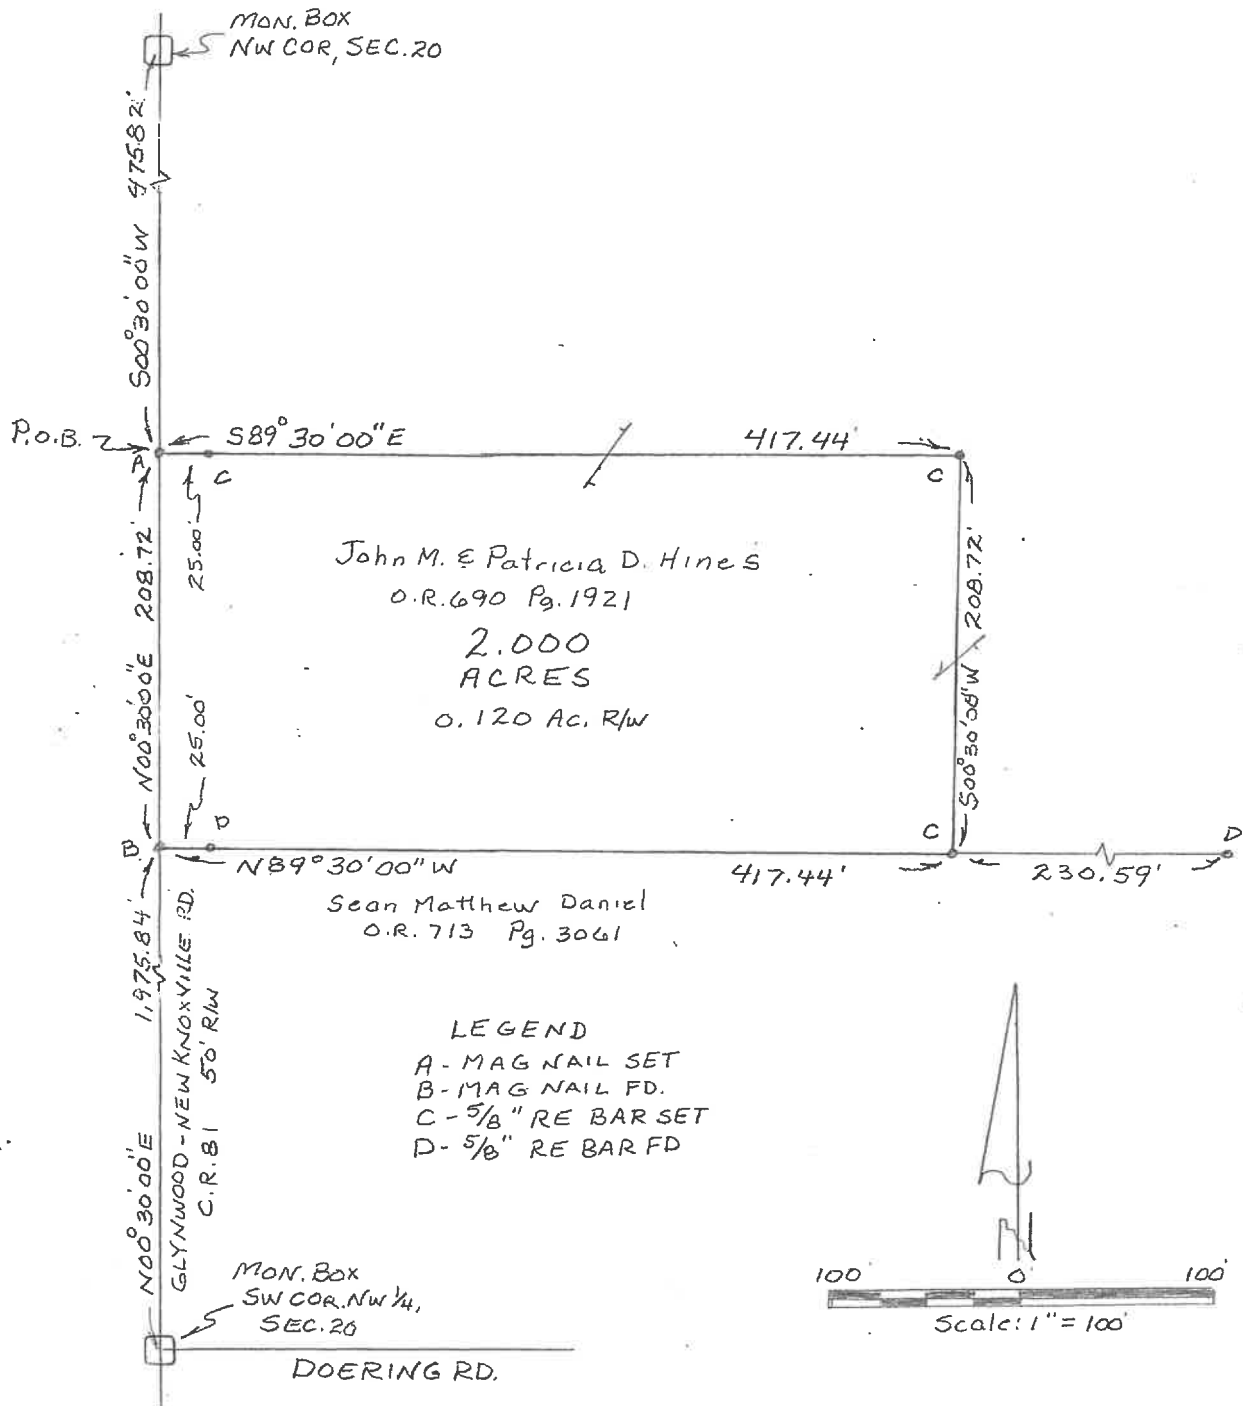 MON. BOX
NW COR, SEC. 20
S00°30'00"W 475.82'
P.O.B.
S89°30'00"E 417.44'
A
C
C
25.00'
N00°30'00"E 208.72'
208.72'
S00°30'00"W
John M. & Patricia D. Hines
O.R. 690 Pg. 1921
2.000
ACRES
0.120 Ac. R/W
25.00'
B
D
C
D
N89°30'00"W 417.44'
230.59'
Sean Matthew Daniel
O.R. 713 Pg. 3061
N00°30'00"E 1,975.84'
GLYNWOOD - NEW KNOXVILLE RD.
C.R. 81 50' R/W
LEGEND
A - MAG NAIL SET
B - MAG NAIL FD.
C - 5/8" RE BAR SET
D - 5/8" RE BAR FD
N
100' 0' 100'
Scale: 1" = 100'
MON. BOX
SW COR. NW 1/4,
SEC. 20
DOERING RD.